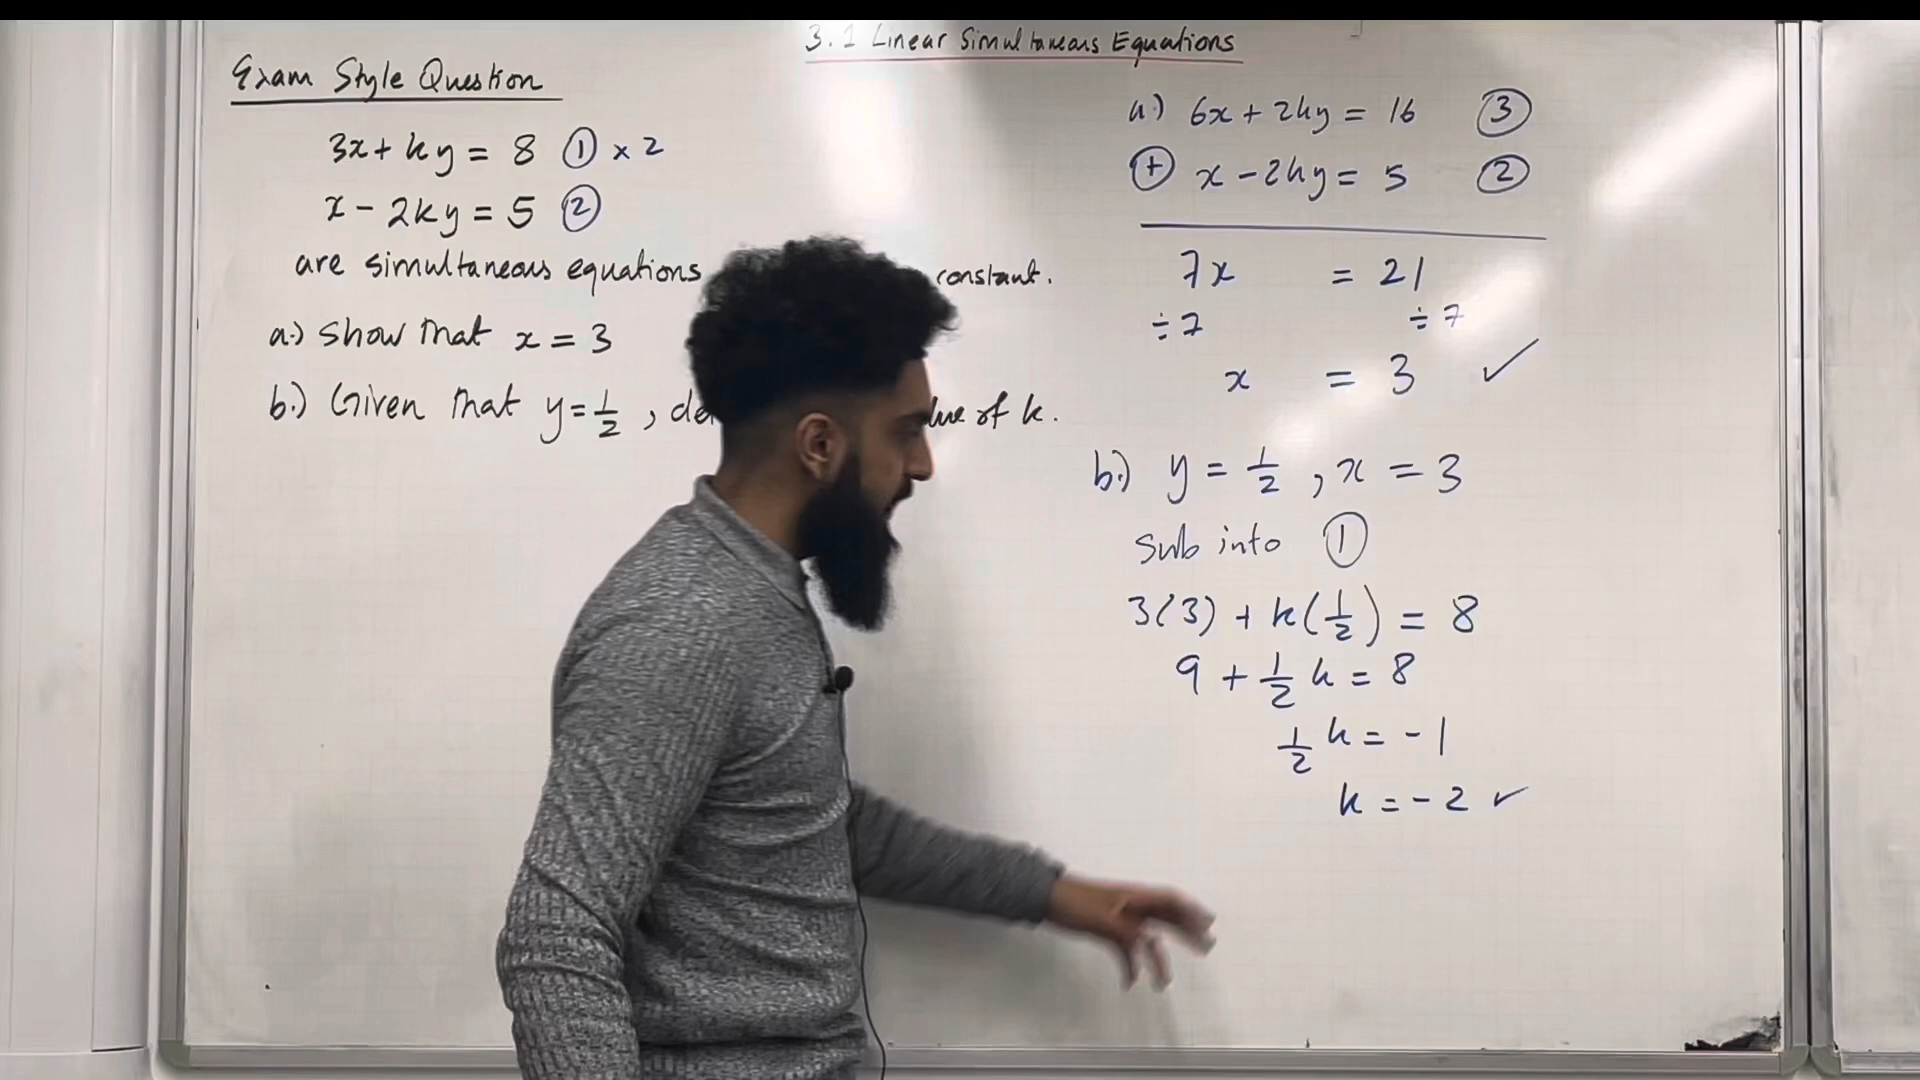 3.1 Linear Simultaneous Equations
Exam Style Question
3x + ky = 8 ① × 2
x - 2ky = 5 ②
are simultaneous equations constant.
a.) Show that x = 3
b.) Given that y = 1/2 , of k.
a.) 6x + 2ky = 16 ③
⊕ x - 2ky = 5 ②
7x = 21
÷7 ÷7
x = 3 ✓
b.) y = 1/2 , x = 3
Sub into ①
3(3) + k(1/2) = 8
9 + 1/2 k = 8
1/2 k = -1
k = -2 ✓